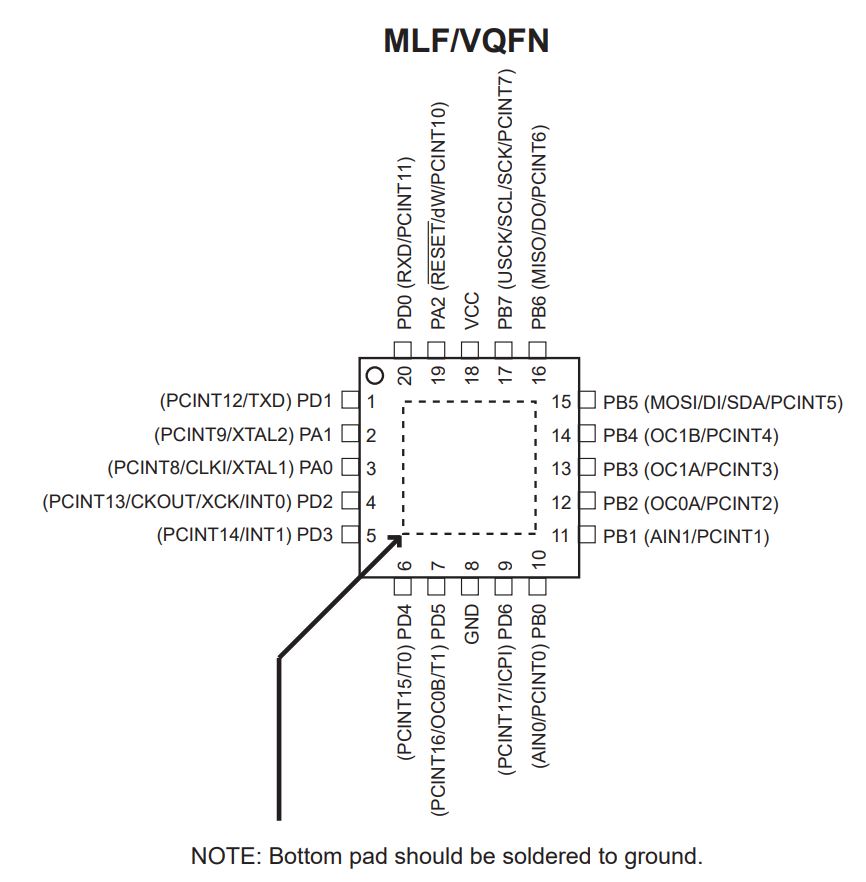 MLF/VQFN
PD0 (RXD/PCINT11)
PA2 (RESET/dW/PCINT10)
VCC
PB7 (USCK/SCL/SCK/PCINT7)
PB6 (MISO/DO/PCINT6)
20 19 18 17 16
(PCINT12/TXD) PD1 1
(PCINT9/XTAL2) PA1 2
(PCINT8/CLKI/XTAL1) PA0 3
(PCINT13/CKOUT/XCK/INT0) PD2 4
(PCINT14/INT1) PD3 5
15 PB5 (MOSI/DI/SDA/PCINT5)
14 PB4 (OC1B/PCINT4)
13 PB3 (OC1A/PCINT3)
12 PB2 (OC0A/PCINT2)
11 PB1 (AIN1/PCINT1)
6 7 8 9 10
(PCINT15/T0) PD4
(PCINT16/OC0B/T1) PD5
GND
(PCINT17/ICPI) PD6
(AIN0/PCINT0) PB0
NOTE: Bottom pad should be soldered to ground.